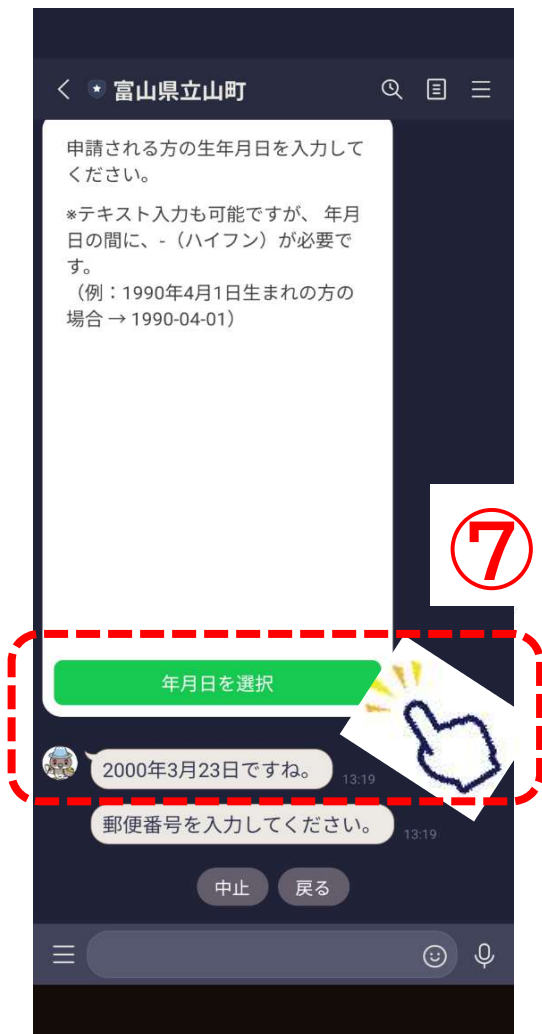 富山県立山町
申請される方の生年月日を入力して
ください。
※テキスト入力も可能ですが、 年月
日の間に、-（ハイフン）が必要で
す。
（例：1990年4月1日生まれの方の
場合 → 1990-04-01）
⑦
年月日を選択
2000年3月23日ですね。
13:19
郵便番号を入力してください。
13:19
中止 戻る